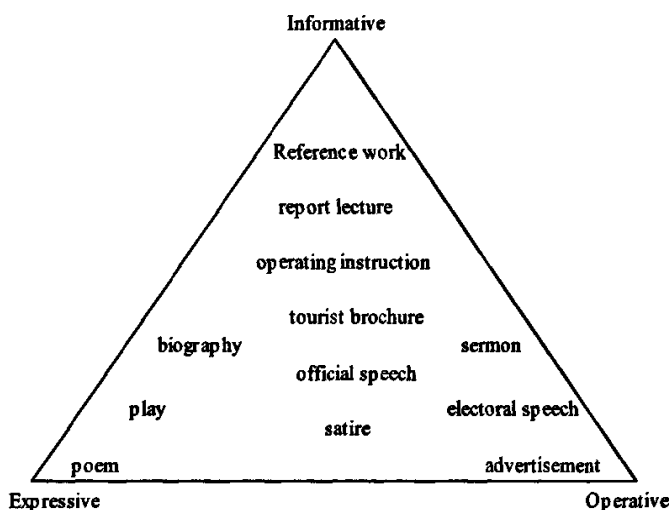 Informative
Reference work
report lecture
operating instruction
tourist brochure
biography
sermon
official speech
play
electoral speech
satire
poem
advertisement
Expressive
Operative